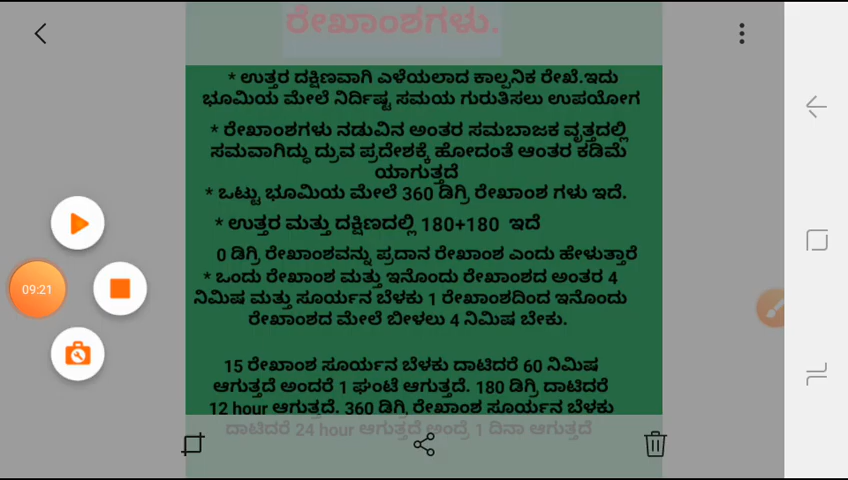 ರೇಖಾಂಶಗಳು.
* ಉತ್ತರ ದಕ್ಷಿಣವಾಗಿ ಎಳೆಯಲಾದ ಕಾಲ್ಪನಿಕ ರೇಖೆ.ಇದು
ಭೂಮಿಯ ಮೇಲೆ ನಿರ್ದಿಷ್ಟ ಸಮಯ ಗುರುತಿಸಲು ಉಪಯೋಗ
* ರೇಖಾಂಶಗಳು ನಡುವಿನ ಅಂತರ ಸಮಬಾಜಕ ವೃತ್ತದಲ್ಲಿ
ಸಮವಾಗಿದ್ದು ದ್ರುವ ಪ್ರದೇಶಕ್ಕೆ ಹೋದಂತೆ ಆಂತರ ಕಡಿಮೆ
ಯಾಗುತ್ತದೆ
* ಒಟ್ಟು ಭೂಮಿಯ ಮೇಲೆ 360 ಡಿಗ್ರಿ ರೇಖಾಂಶ ಗಳು ಇದೆ.
* ಉತ್ತರ ಮತ್ತು ದಕ್ಷಿಣದಲ್ಲಿ 180+180 ಇದೆ
0 ಡಿಗ್ರಿ ರೇಖಾಂಶವನ್ನು ಪ್ರದಾನ ರೇಖಾಂಶ ಎಂದು ಹೇಳುತ್ತಾರೆ
* ಒಂದು ರೇಖಾಂಶ ಮತ್ತು ಇನೊಂದು ರೇಖಾಂಶದ ಅಂತರ 4
ನಿಮಿಷ ಮತ್ತು ಸೂರ್ಯನ ಬೆಳಕು 1 ರೇಖಾಂಶದಿಂದ ಇನೊಂದು
ರೇಖಾಂಶದ ಮೇಲೆ ಬೀಳಲು 4 ನಿಮಿಷ ಬೇಕು.
09:21
15 ರೇಖಾಂಶ ಸೂರ್ಯನ ಬೆಳಕು ದಾಟಿದರೆ 60 ನಿಮಿಷ
ಆಗುತ್ತದೆ ಅಂದರೆ 1 ಘಂಟೆ ಆಗುತ್ತದೆ. 180 ಡಿಗ್ರಿ ದಾಟಿದರೆ
12 hour ಆಗುತ್ತದೆ. 360 ಡಿಗ್ರಿ ರೇಖಾಂಶ ಸೂರ್ಯನ ಬೆಳಕು
ದಾಟಿದರೆ 24 hour ಆಗುತ್ತದೆ ಅಂದ್ರೆ 1 ದಿನಾ ಆಗುತ್ತದೆ